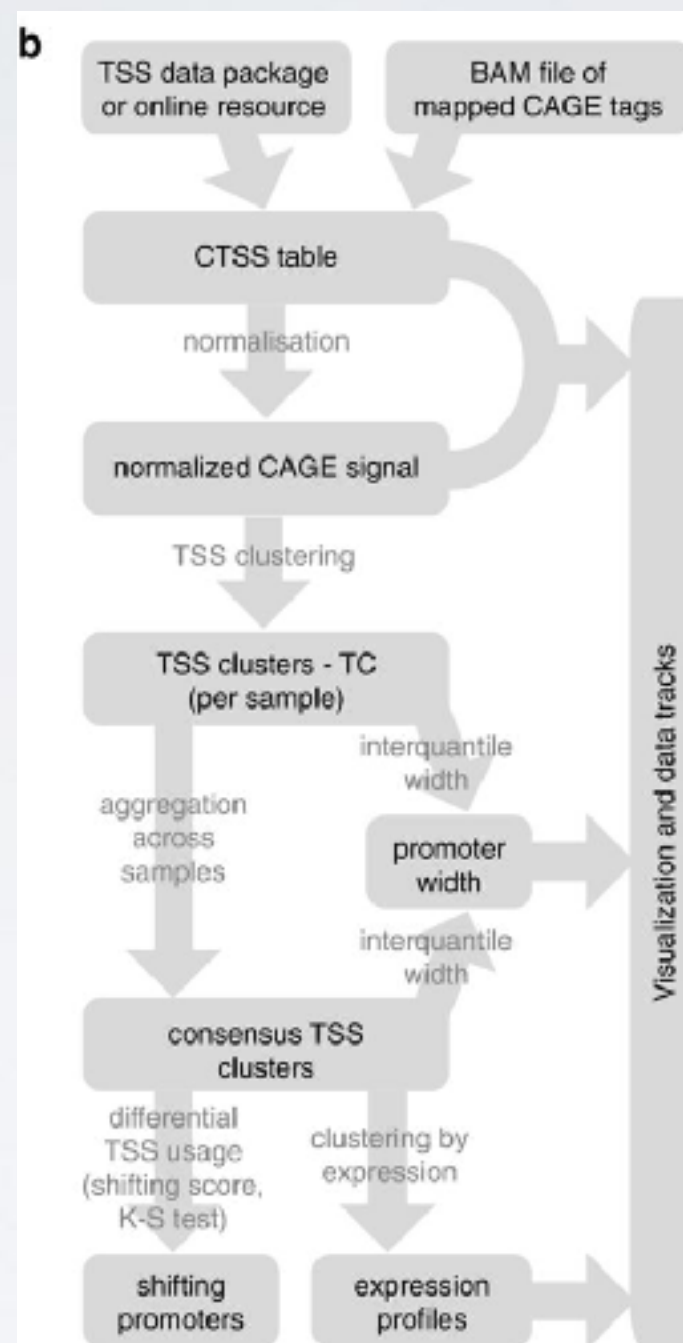 b
TSS data package
or online resource
BAM file of
mapped CAGE tags
CTSS table
normalisation
normalized CAGE signal
TSS clustering
TSS clusters - TC
(per sample)
interquantile
width
aggregation
across
samples
promoter
width
interquantile
width
consensus TSS
clusters
differential
TSS usage
(shifting score,
K-S test)
clustering by
expression
shifting
promoters
expression
profiles
Visualization and data tracks